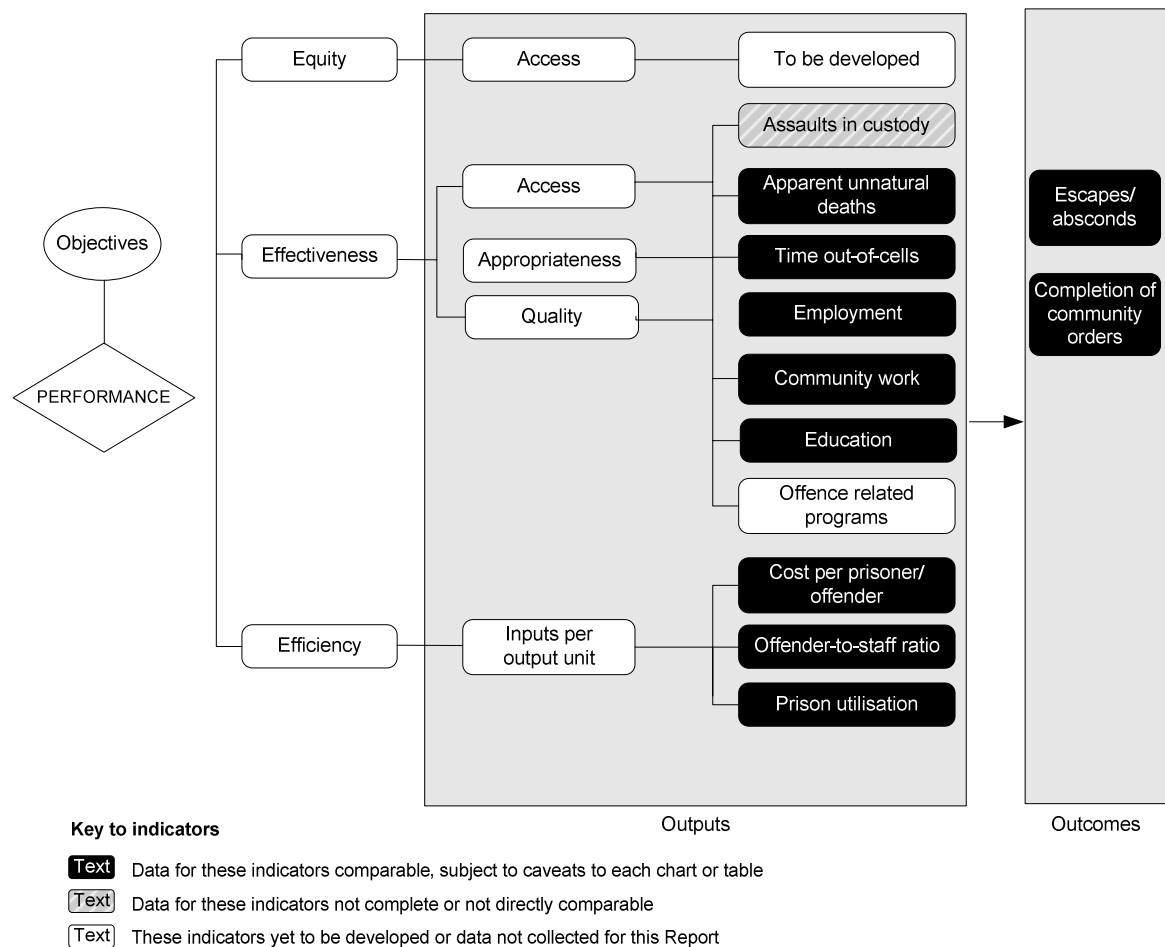 Equity
Access
To be developed
Assaults in custody
Access
Apparent unnatural
deaths
Escapes/
absconds
Objectives
Effectiveness
Appropriateness
Time out-of-cells
Quality
Employment
Completion of
community
orders
PERFORMANCE
Community work
Education
Offence related
programs
Cost per prisoner/
offender
Efficiency
Inputs per
output unit
Offender-to-staff ratio
Prison utilisation
Outputs
Outcomes
Key to indicators
Text Data for these indicators comparable, subject to caveats to each chart or table
Text Data for these indicators not complete or not directly comparable
Text These indicators yet to be developed or data not collected for this Report